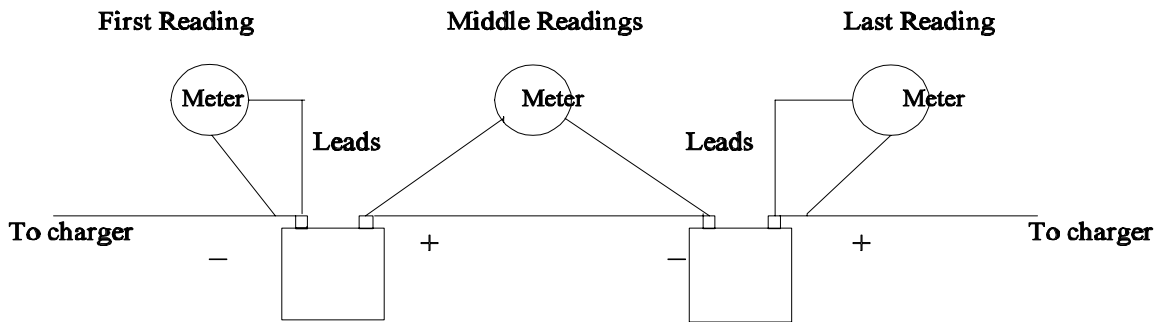 First Reading
Middle Readings
Last Reading
Meter
Meter
Meter
Leads
Leads
To charger
−
+
−
+
To charger